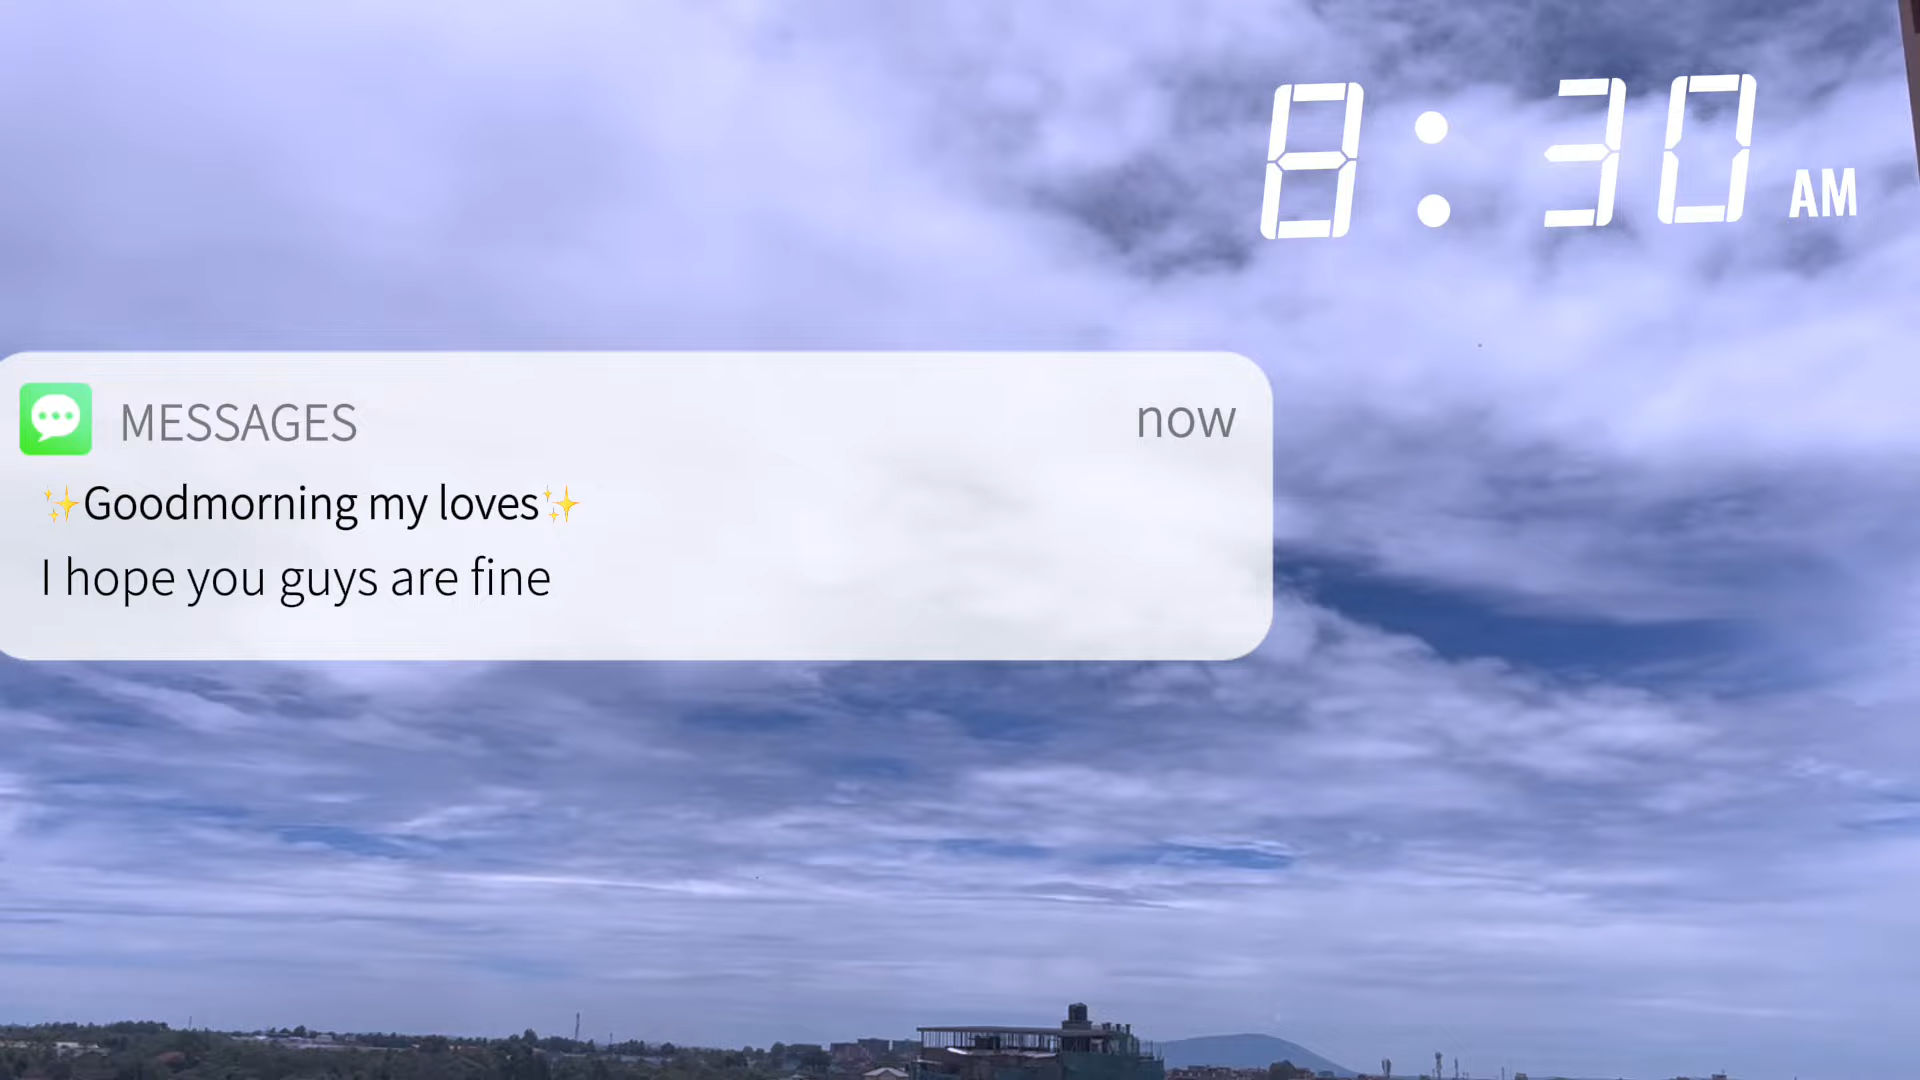 8:30 AM
MESSAGES now
✨Goodmorning my loves✨
I hope you guys are fine